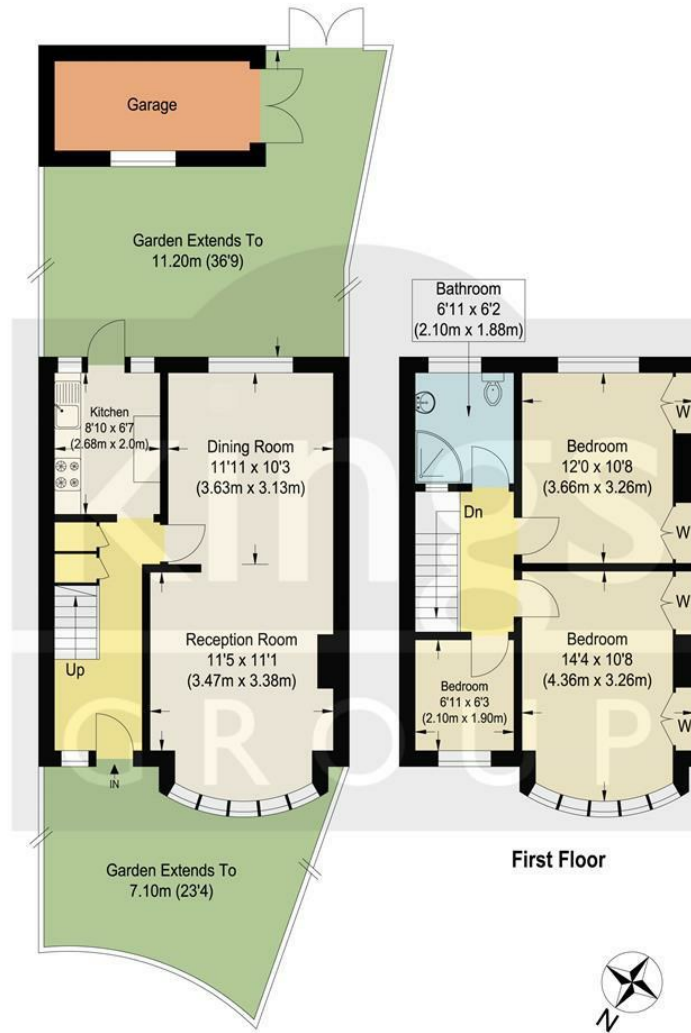 Garage
Garden Extends To
11.20m (36'9)
Bathroom
6'11 x 6'2
(2.10m x 1.88m)
Kitchen
8'10 x 6'7
(2.68m x 2.0m)
Dining Room
11'11 x 10'3
(3.63m x 3.13m)
Bedroom
12'0 x 10'8
(3.66m x 3.26m)
W
W
Dn
Up
Reception Room
11'5 x 11'1
(3.47m x 3.38m)
Bedroom
6'11 x 6'3
(2.10m x 1.90m)
Bedroom
14'4 x 10'8
(4.36m x 3.26m)
W
W
IN
Garden Extends To
7.10m (23'4)
First Floor
N
kings
GROUP